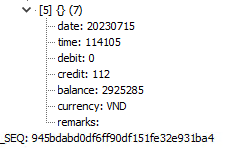 [5] {} (7)
date: 20230715
time: 114105
debit: 0
credit: 112
balance: 2925285
currency: VND
remarks:
_SEQ: 945bdabd0df6ff90df151fe32e931ba4